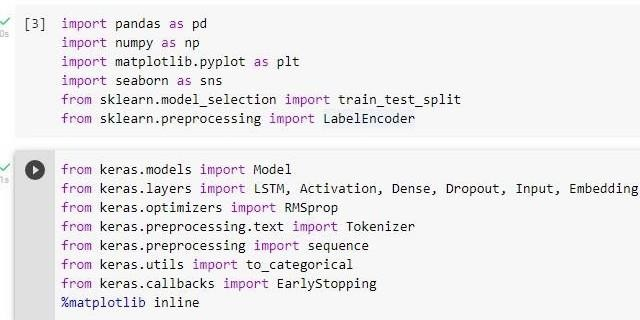 [3] import pandas as pd
import numpy as np
import matplotlib.pyplot as plt
import seaborn as sns
from sklearn.model_selection import train_test_split
from sklearn.preprocessing import LabelEncoder
0s
from keras.models import Model
from keras.layers import LSTM, Activation, Dense, Dropout, Input, Embedding
1s
from keras.optimizers import RMSprop
from keras.preprocessing.text import Tokenizer
from keras.preprocessing import sequence
from keras.utils import to_categorical
from keras.callbacks import EarlyStopping
%matplotlib inline